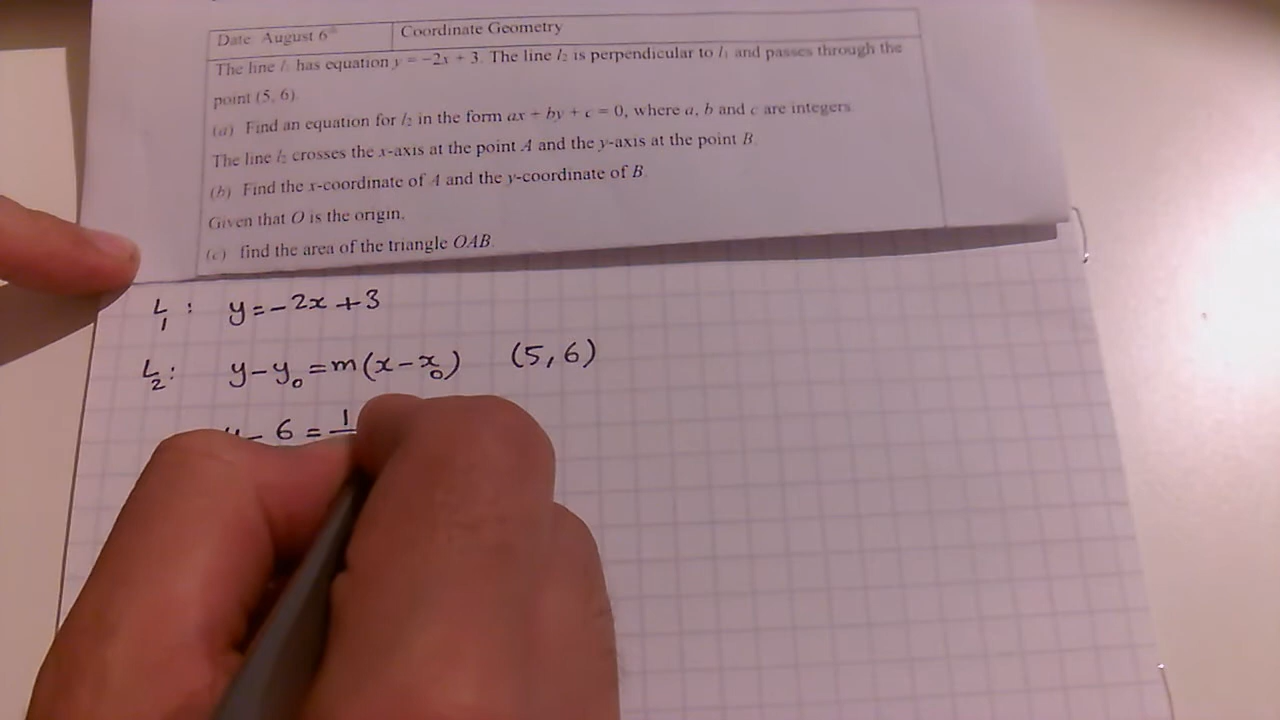 Date: August 6th Coordinate Geometry
The line l₁ has equation y = −2x + 3. The line l₂ is perpendicular to l₁ and passes through the
point (5, 6).
(a) Find an equation for l₂ in the form ax + by + c = 0, where a, b and c are integers.
The line l₂ crosses the x-axis at the point A and the y-axis at the point B.
(b) Find the x-coordinate of A and the y-coordinate of B.
Given that O is the origin,
(c) find the area of the triangle OAB.
L₁ : y = −2x + 3
L₂ : y − y₀ = m(x − x₀) (5, 6)
y − 6 = 1